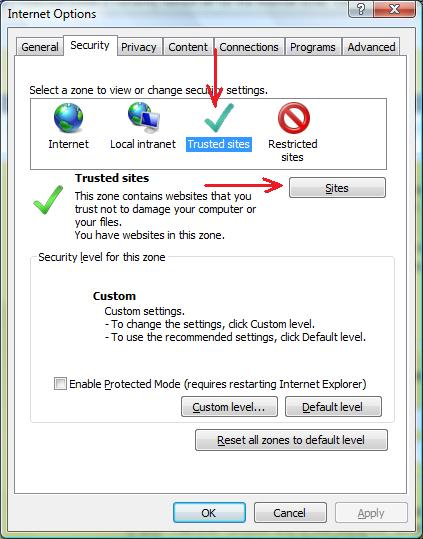 Internet Options
?
General Security Privacy Content Connections Programs Advanced
Select a zone to view or change security settings.
Internet Local intranet Trusted sites Restricted
sites
Trusted sites
Sites
This zone contains websites that you
trust not to damage your computer or
your files.
You have websites in this zone.
Security level for this zone
Custom
Custom settings.
- To change the settings, click Custom level.
- To use the recommended settings, click Default level.
Enable Protected Mode (requires restarting Internet Explorer)
Custom level... Default level
Reset all zones to default level
OK Cancel Apply